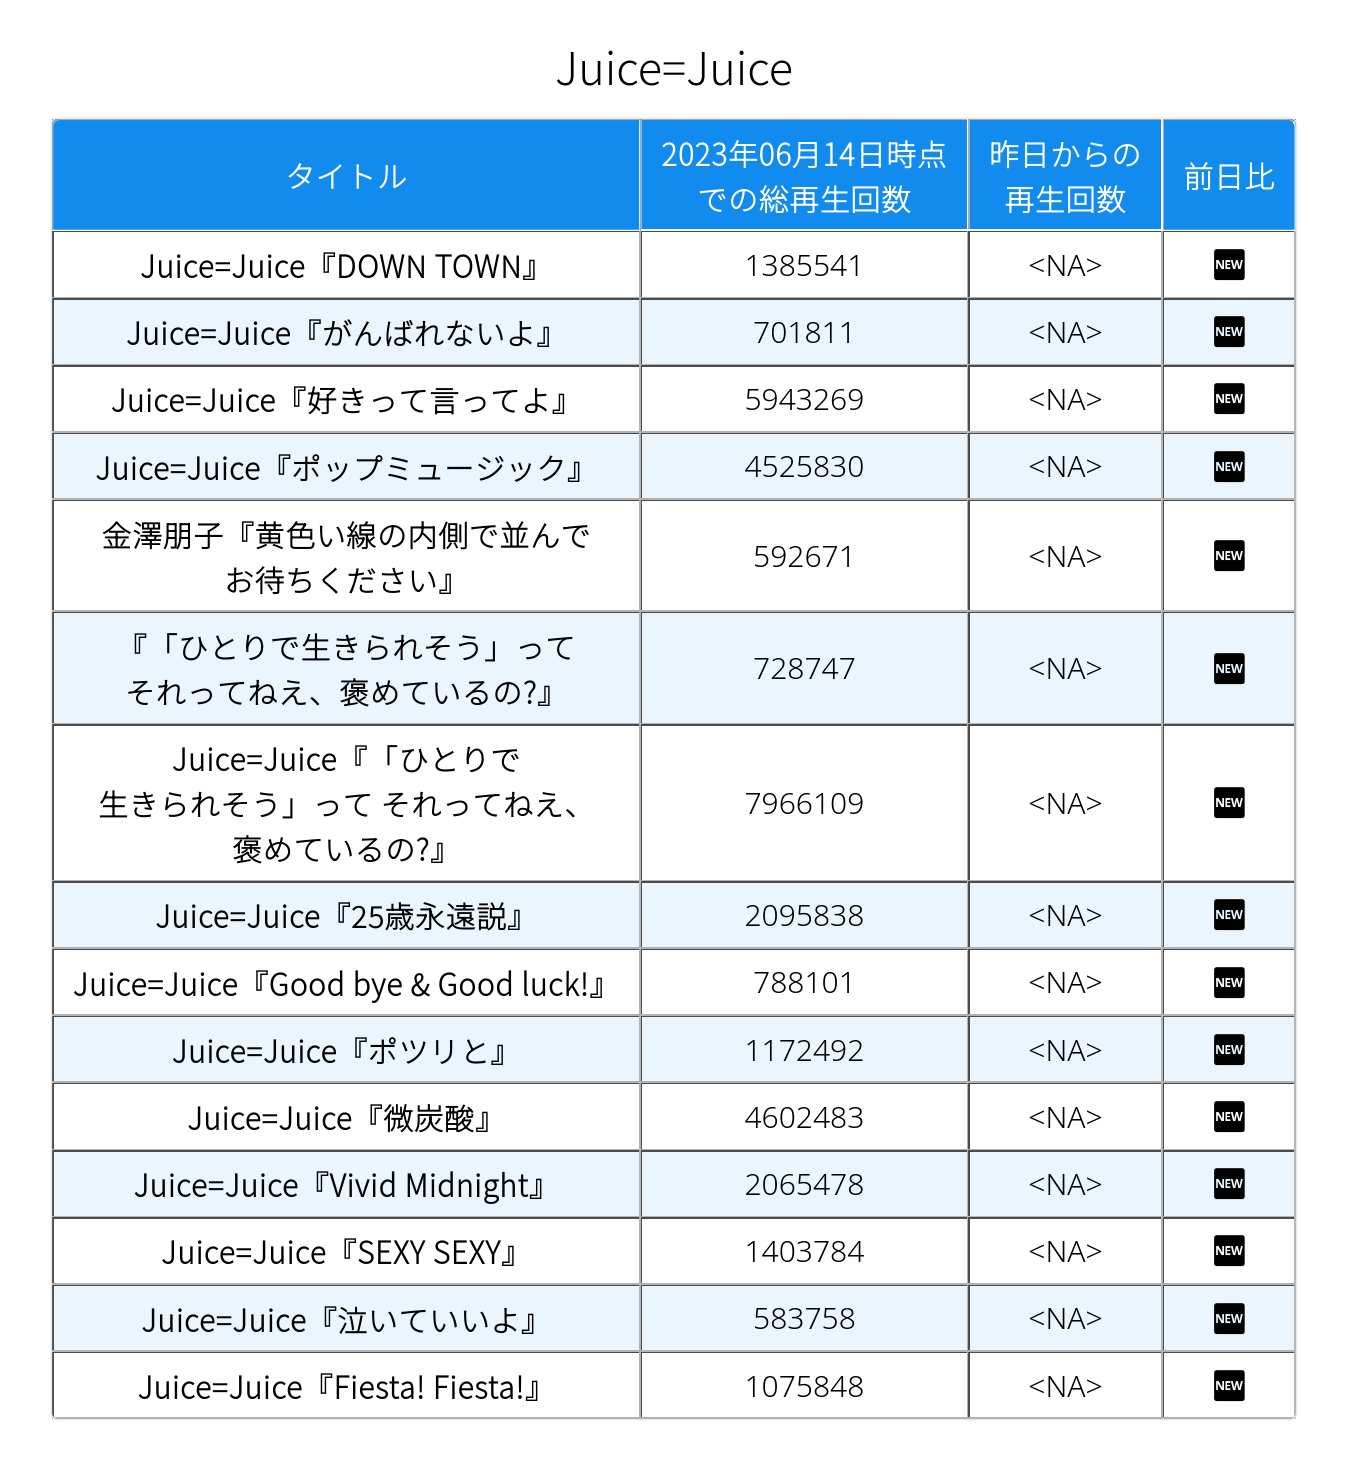 Juice=Juice
タイトル
2023年06月14日時点
での総再生回数
昨日からの
再生回数
前日比
Juice=Juice『DOWN TOWN』 1385541 <NA> NEW
Juice=Juice『がんばれないよ』 701811 <NA> NEW
Juice=Juice『好きって言ってよ』 5943269 <NA> NEW
Juice=Juice『ポップミュージック』 4525830 <NA> NEW
金澤朋子『黄色い線の内側で並んで
お待ちください』 592671 <NA> NEW
『「ひとりで生きられそう」って
それってねえ、褒めているの?』 728747 <NA> NEW
Juice=Juice『「ひとりで
生きられそう」って それってねえ、
褒めているの?』 7966109 <NA> NEW
Juice=Juice『25歳永遠説』 2095838 <NA> NEW
Juice=Juice『Good bye & Good luck!』 788101 <NA> NEW
Juice=Juice『ポツリと』 1172492 <NA> NEW
Juice=Juice『微炭酸』 4602483 <NA> NEW
Juice=Juice『Vivid Midnight』 2065478 <NA> NEW
Juice=Juice『SEXY SEXY』 1403784 <NA> NEW
Juice=Juice『泣いていいよ』 583758 <NA> NEW
Juice=Juice『Fiesta! Fiesta!』 1075848 <NA> NEW